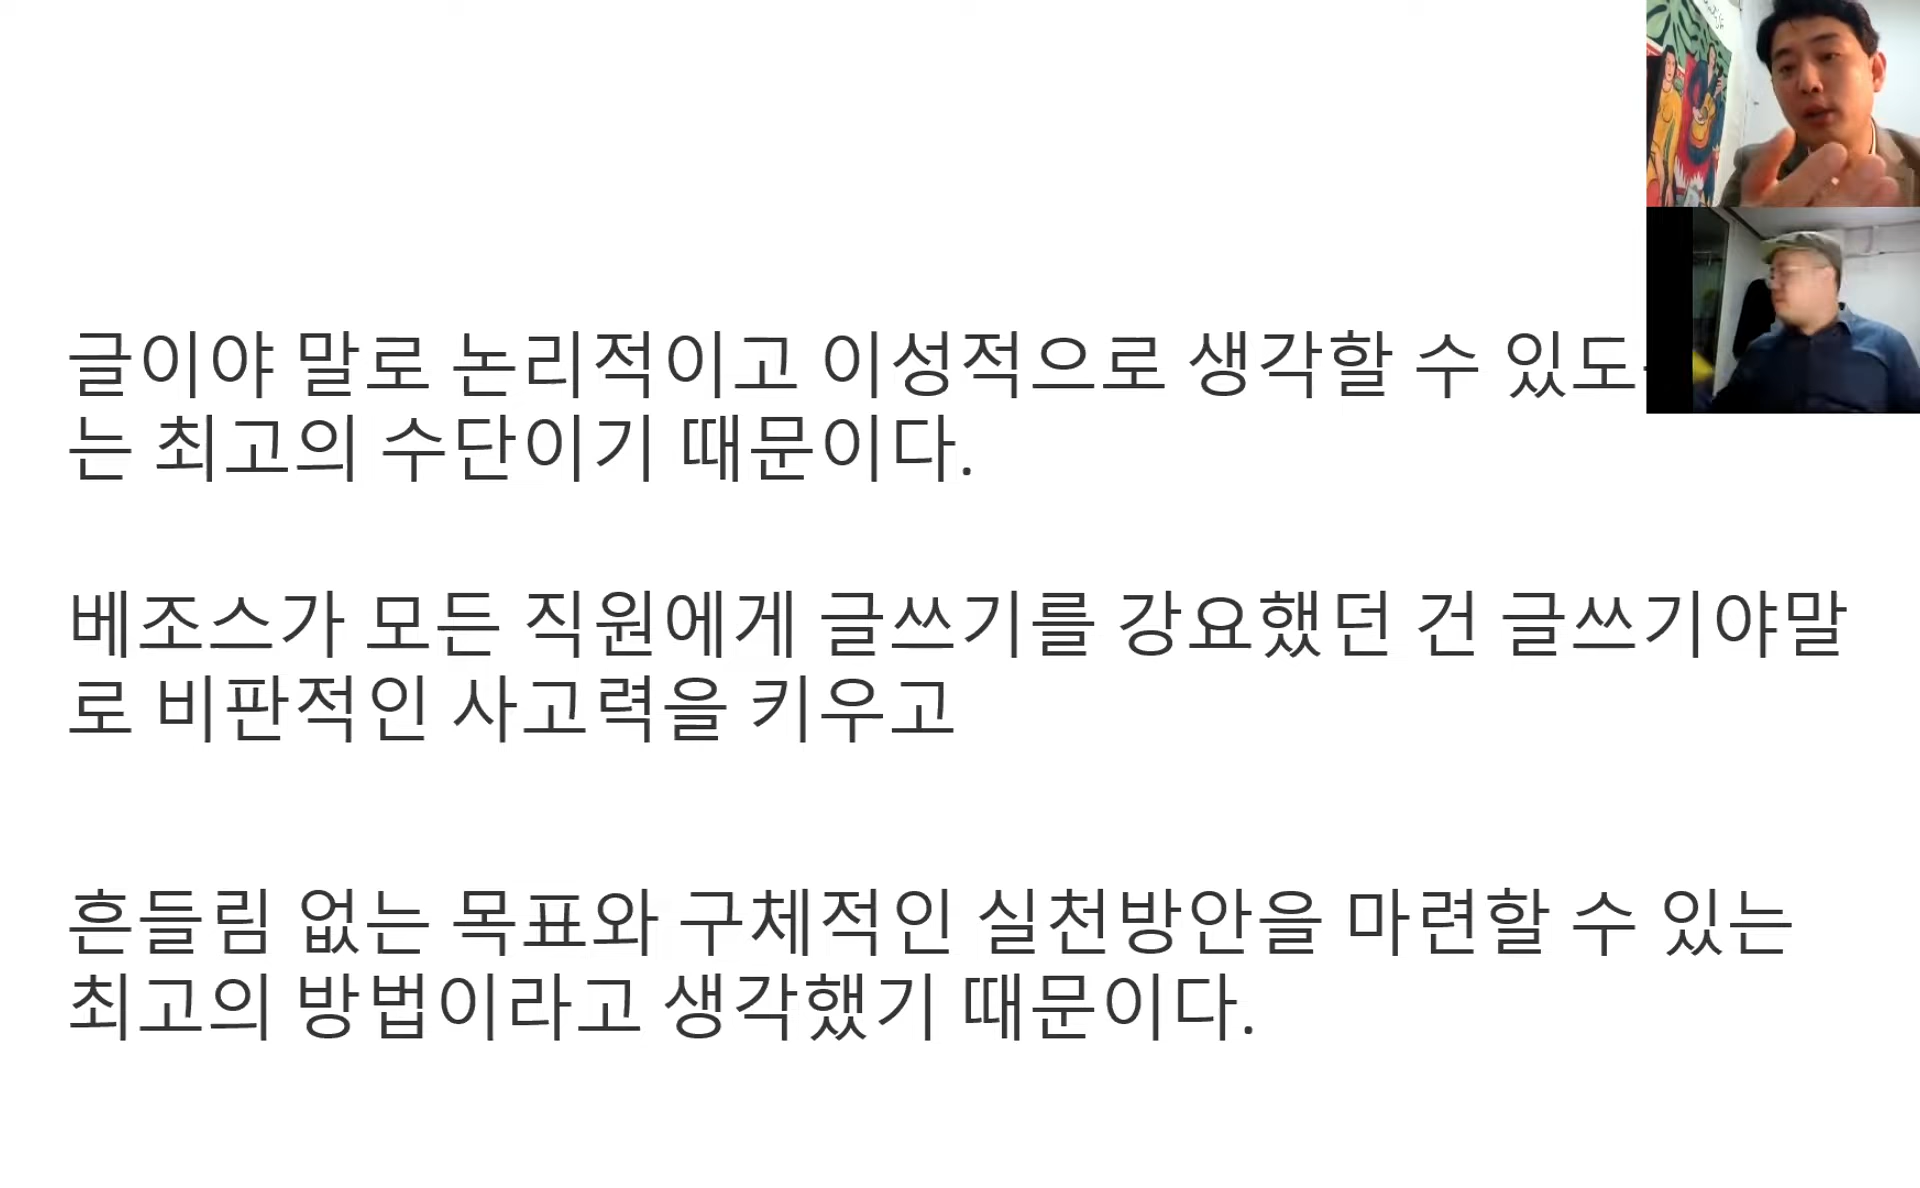 글이야 말로 논리적이고 이성적으로 생각할 수
는 최고의 수단이기 때문이다.
베조스가 모든 직원에게 글쓰기를 강요했던 건 글쓰기야말
로 비판적인 사고력을 키우고
흔들림 없는 목표와 구체적인 실천방안을 마련할 수 있는
최고의 방법이라고 생각했기 때문이다.